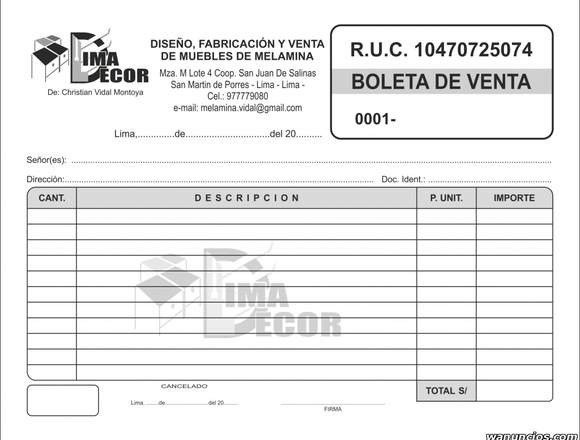 LIMA
DÉCOR
De: Christian Vidal Montoya
DISEÑO, FABRICACIÓN Y VENTA
DE MUEBLES DE MELAMINA
Mza. M Lote 4 Coop. San Juan De Salinas
San Martin de Porres - Lima - Lima -
Cel.: 977779080
e-mail: melamina.vidal@gmail.com
Lima,..............de................................del 20..........
R.U.C. 10470725074
BOLETA DE VENTA
0001-
Señor(es): ................................................................
Dirección:................................................................ Doc. Ident.: ................................
CANT. DESCRIPCION P. UNIT. IMPORTE
LIMA
DÉCOR
CANCELADO
Lima, ........de ................del 20......
FIRMA
TOTAL S/
wanuncios.com